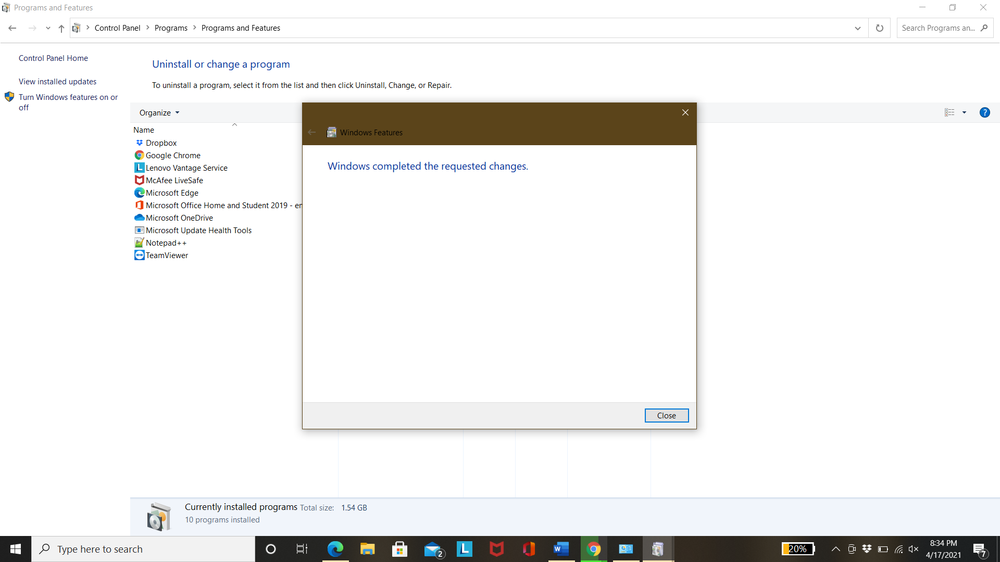 Programs and Features
Control Panel > Programs > Programs and Features
Search Programs an...
Control Panel Home
View installed updates
Turn Windows features on or
off
Uninstall or change a program
To uninstall a program, select it from the list and then click Uninstall, Change, or Repair.
Organize
?
Name
Dropbox
Google Chrome
L Lenovo Vantage Service
McAfee LiveSafe
Microsoft Edge
Microsoft Office Home and Student 2019 - en
Microsoft OneDrive
Microsoft Update Health Tools
Notepad++
TeamViewer
Windows Features
Windows completed the requested changes.
Close
Currently installed programs Total size: 1.54 GB
10 programs installed
Type here to search
2
L
W
20%
8:34 PM
4/17/2021
7